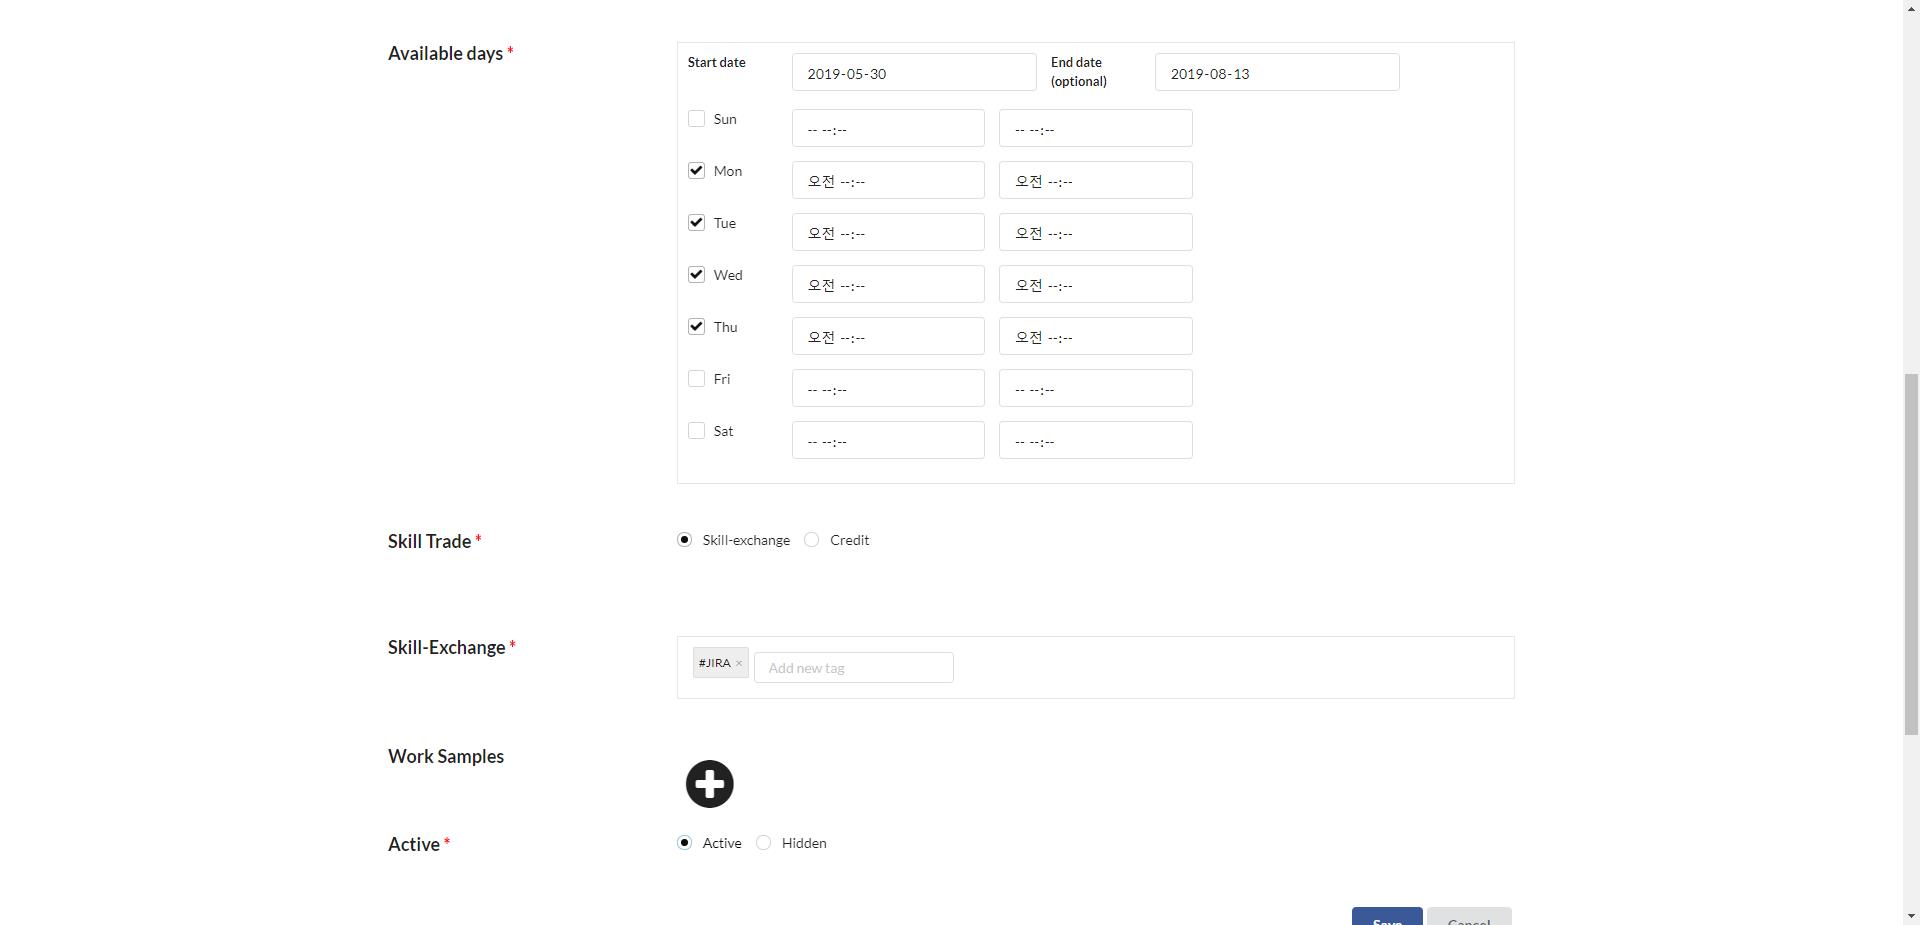 Available days *
Start date 2019-05-30 End date (optional) 2019-08-13
Sun -- --:-- -- --:--
Mon 오전 --:-- 오전 --:--
Tue 오전 --:-- 오전 --:--
Wed 오전 --:-- 오전 --:--
Thu 오전 --:-- 오전 --:--
Fri -- --:-- -- --:--
Sat -- --:-- -- --:--
Skill Trade * Skill-exchange Credit
Skill-Exchange * #JIRA × Add new tag
Work Samples
Active * Active Hidden
Save Cancel